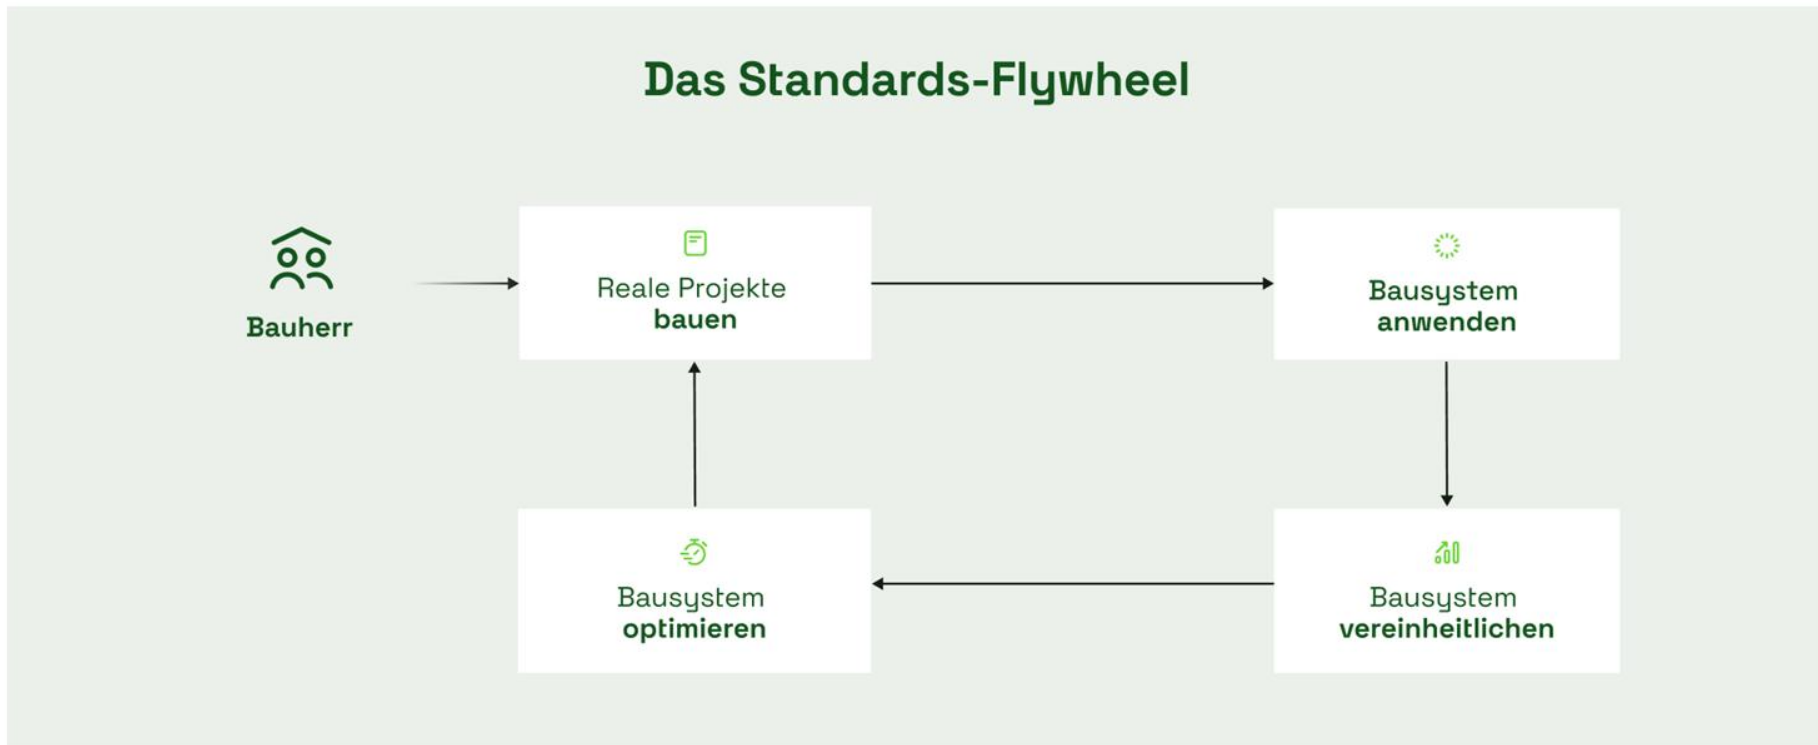 Das Standards-Flywheel
Bauherr
Reale Projekte
bauen
Bausystem
anwenden
Bausystem
optimieren
Bausystem
vereinheitlichen